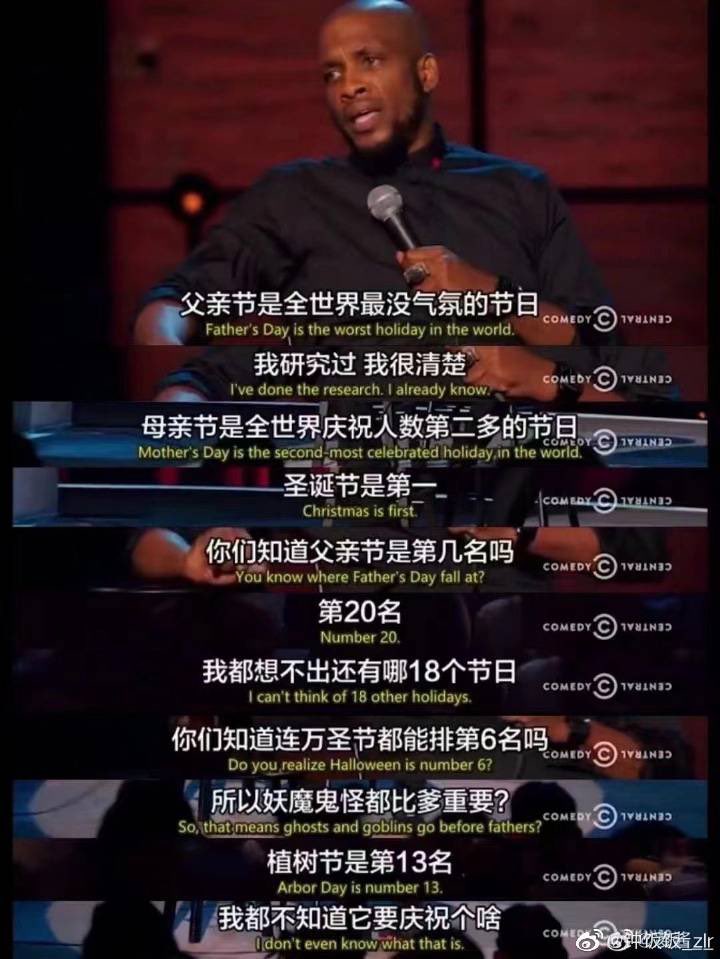 父亲节是全世界最没气氛的节日
Father's Day is the worst holiday in the world.
COMEDY CENTRAL
我研究过 我很清楚
I've done the research. I already know.
COMEDY CENTRAL
母亲节是全世界庆祝人数第二多的节日
Mother's Day is the second-most celebrated holiday in the world.
COMEDY CENTRAL
圣诞节是第一
Christmas is first.
COMEDY CENTRAL
你们知道父亲节是第几名吗
You know where Father's Day fall at?
COMEDY CENTRAL
第20名
Number 20.
COMEDY CENTRAL
我都想不出还有哪18个节日
I can't think of 18 other holidays.
COMEDY CENTRAL
你们知道连万圣节都能排第6名吗
Do you realize Halloween is number 6?
COMEDY CENTRAL
所以妖魔鬼怪都比爹重要?
So, that means ghosts and goblins go before fathers?
COMEDY CENTRAL
植树节是第13名
Arbor Day is number 13.
COMEDY CENTRAL
我都不知道它要庆祝个啥
I don't even know what that is.